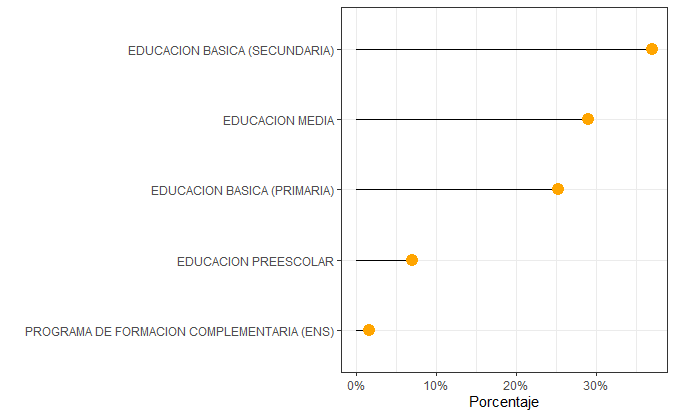 EDUCACION BASICA (SECUNDARIA)
EDUCACION MEDIA
EDUCACION BASICA (PRIMARIA)
EDUCACION PREESCOLAR
PROGRAMA DE FORMACION COMPLEMENTARIA (ENS)
0% 10% 20% 30%
Porcentaje